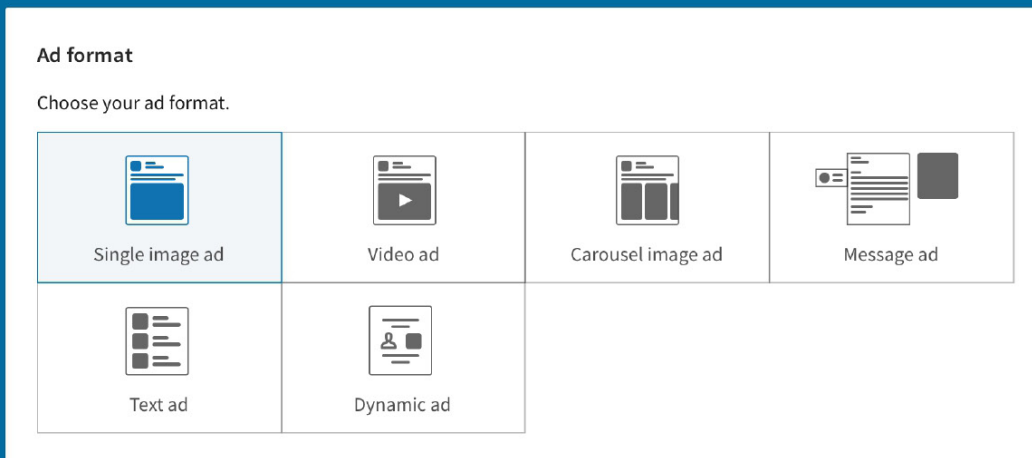 Ad format
Choose your ad format.
Single image ad
Video ad
Carousel image ad
Message ad
Text ad
Dynamic ad